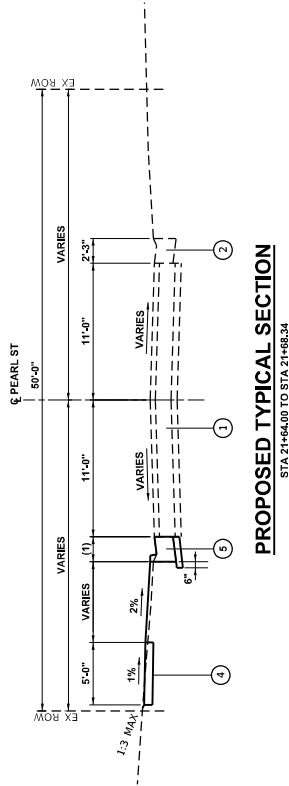 ℄ PEARL ST
50'-0"
EX ROW
EX ROW
VARIES
VARIES
5'-0"
VARIES
(1)
11'-0"
11'-0"
2'-3"
1:3 MAX
1%
2%
VARIES
VARIES
6"
4
5
1
2
PROPOSED TYPICAL SECTION
STA 21+64.00 TO STA 21+68.34